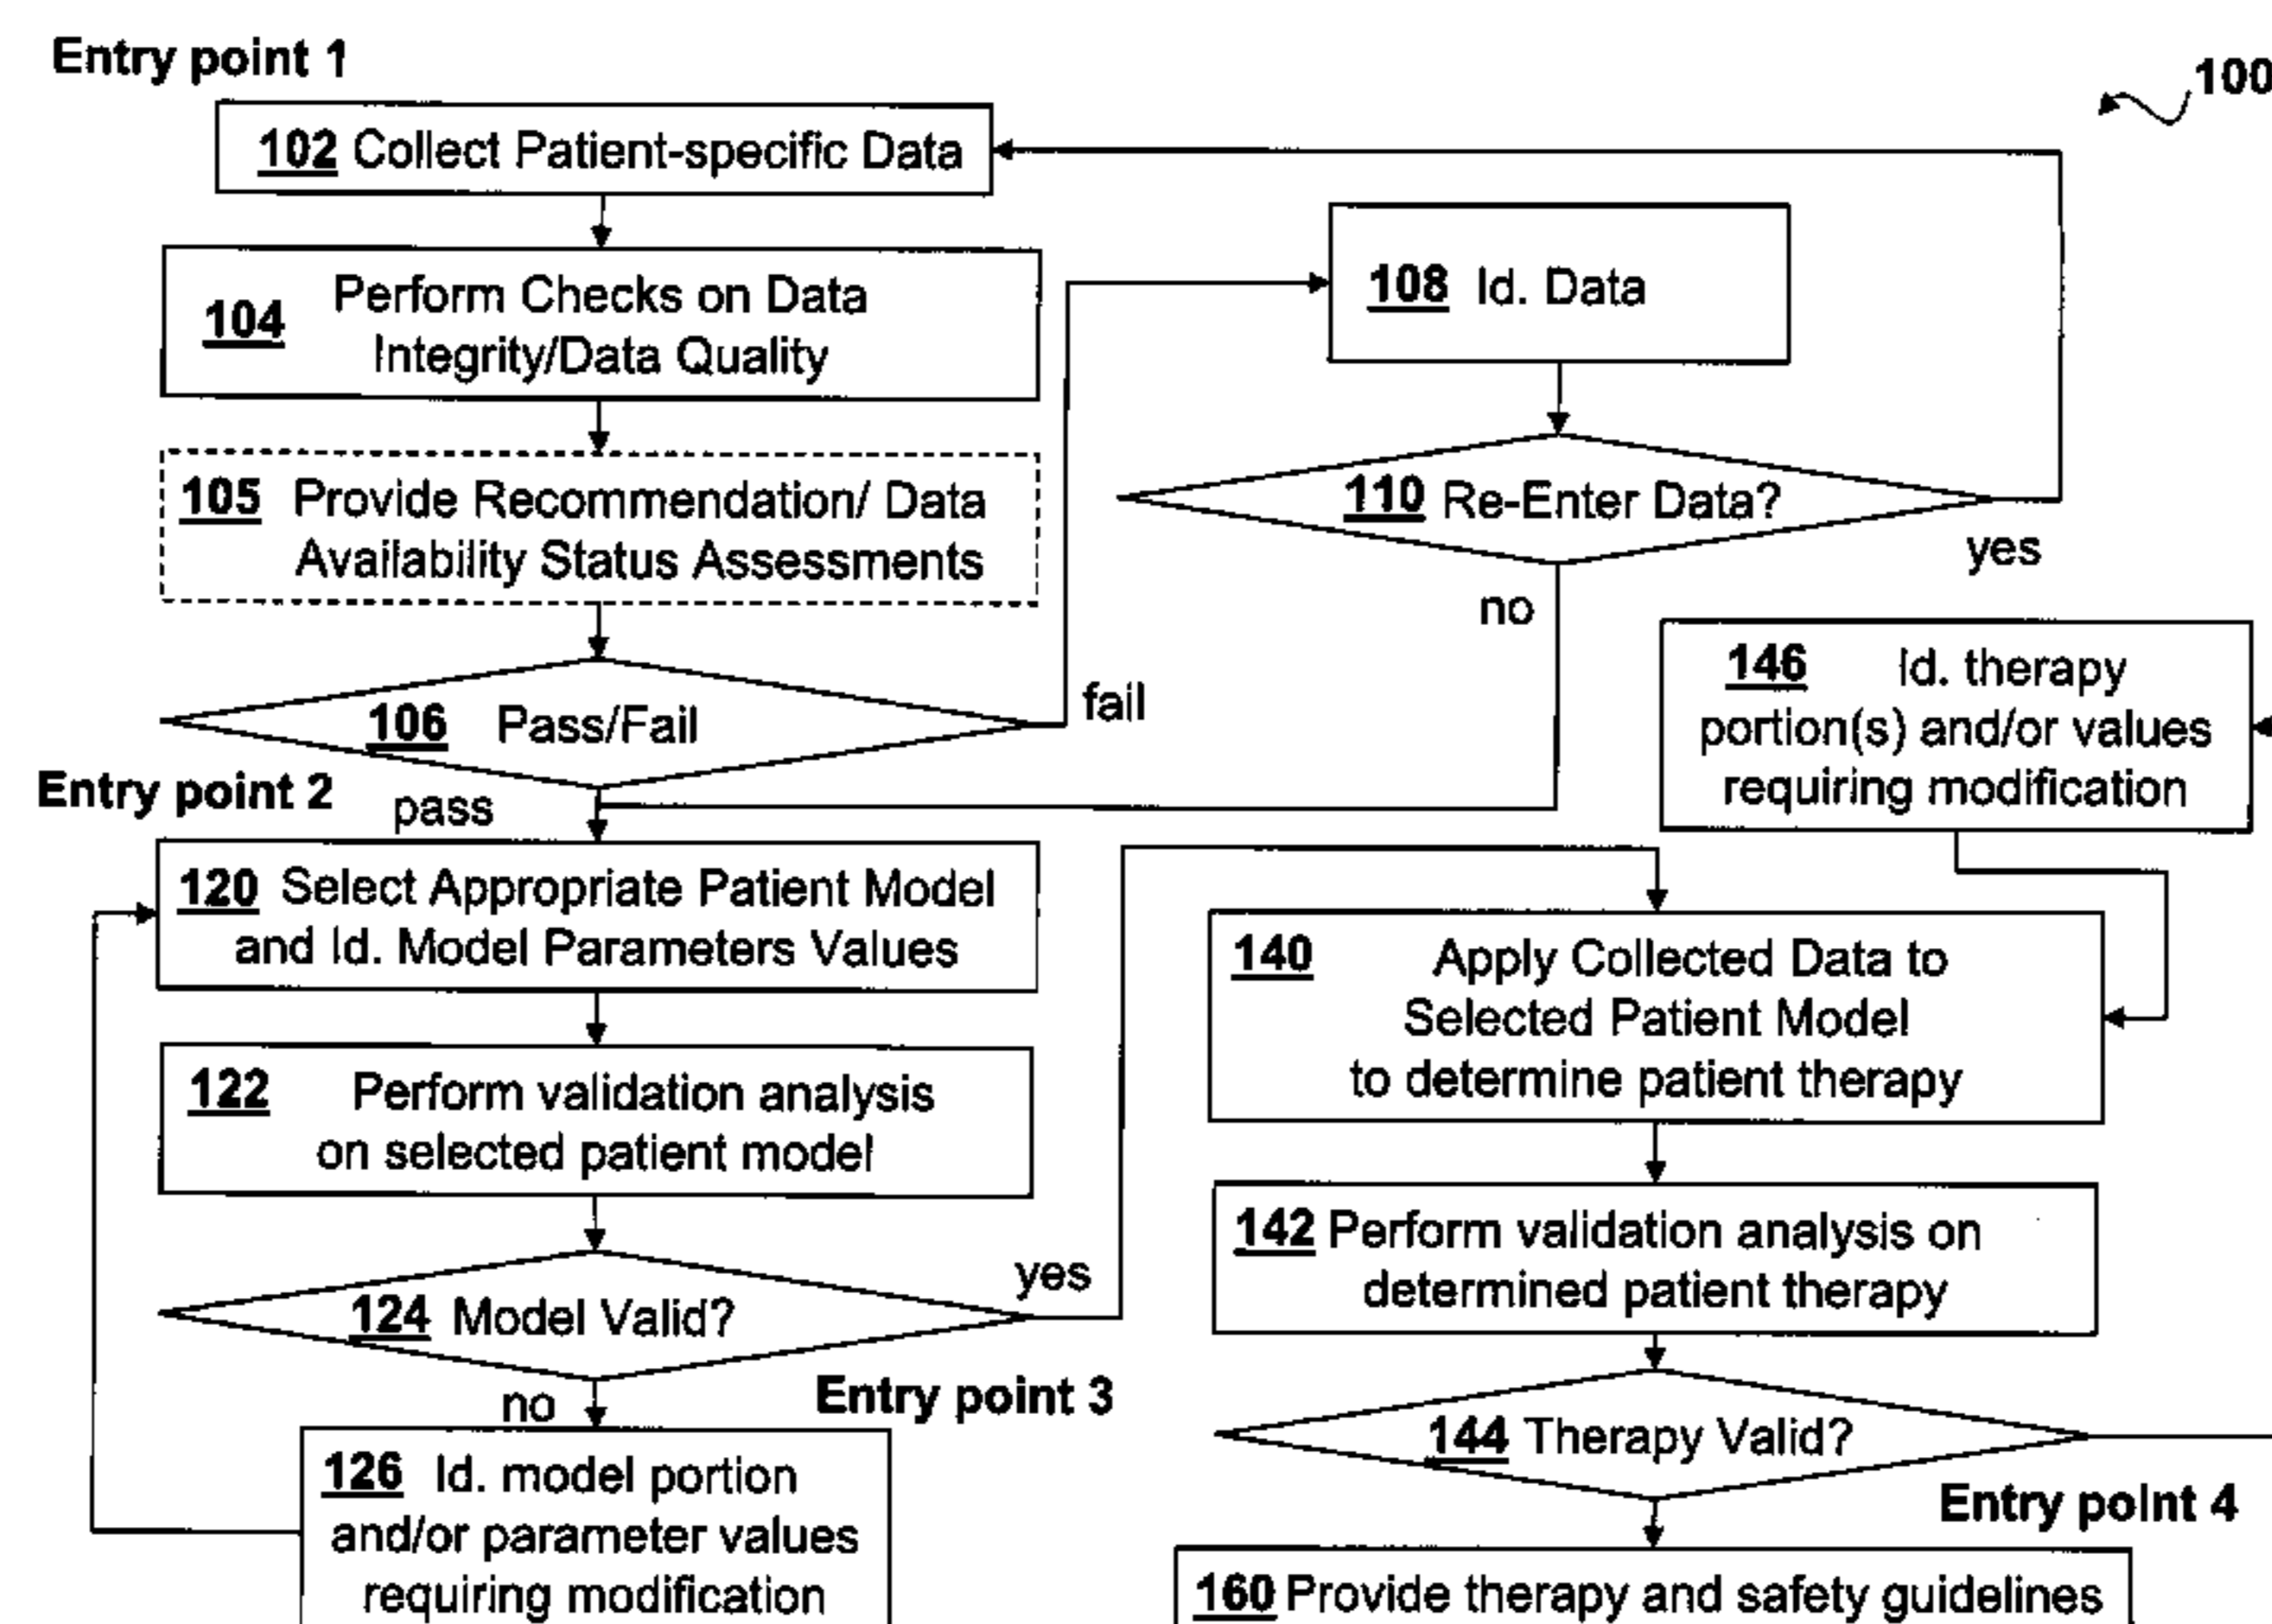 Entry point 1
100
102 Collect Patient-specific Data
104 Perform Checks on Data
Integrity/Data Quality
108 Id. Data
105 Provide Recommendation/ Data
Availability Status Assessments
110 Re-Enter Data?
yes
no
106 Pass/Fail
fail
146 Id. therapy
portion(s) and/or values
requiring modification
Entry point 2
pass
120 Select Appropriate Patient Model
and Id. Model Parameters Values
140 Apply Collected Data to
Selected Patient Model
to determine patient therapy
122 Perform validation analysis
on selected patient model
142 Perform validation analysis on
determined patient therapy
124 Model Valid?
yes
no
Entry point 3
144 Therapy Valid?
Entry point 4
126 Id. model portion
and/or parameter values
requiring modification
160 Provide therapy and safety guidelines